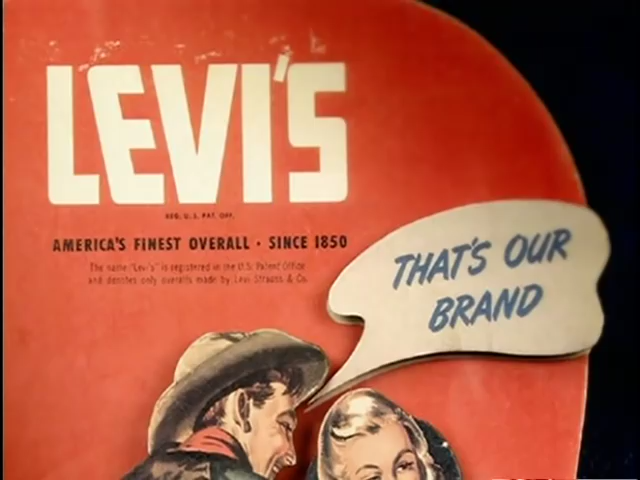 LEVI'S
REG. U.S. PAT. OFF.
AMERICA'S FINEST OVERALL · SINCE 1850
The name "Levi's" is registered in the U.S. Patent Office
and denotes only overalls made by Levi Strauss & Co.
THAT'S OUR
BRAND